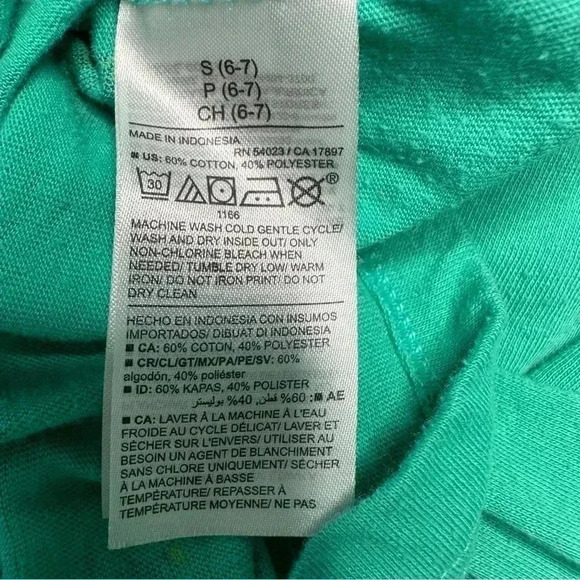 S (6-7)
P (6-7)
CH (6-7)
MADE IN INDONESIA
RN 54023 / CA 17897
US: 60% COTTON, 40% POLYESTER
30
®
1166
MACHINE WASH COLD GENTLE CYCLE/
WASH AND DRY INSIDE OUT/ ONLY
NON-CHLORINE BLEACH WHEN
NEEDED/ TUMBLE DRY LOW/ WARM
IRON/ DO NOT IRON PRINT/ DO NOT
DRY CLEAN
HECHO EN INDONESIA CON INSUMOS
IMPORTADOS/ DIBUAT DI INDONESIA
CA: 60% COTTON, 40% POLYESTER
CR/CL/GT/MX/PA/PE/SV: 60%
algodón, 40% poliéster
ID: 60% KAPAS, 40% POLISTER
AE: 60% قطن, 40% بوليستر
CA: LAVER À LA MACHINE À L'EAU
FROIDE AU CYCLE DÉLICAT/ LAVER ET
SÉCHER SUR L'ENVERS/ UTILISER AU
BESOIN UN AGENT DE BLANCHIMENT
SANS CHLORE UNIQUEMENT/ SÉCHER
À LA MACHINE À BASSE
TEMPÉRATURE/ REPASSER À
TEMPÉRATURE MOYENNE/ NE PAS